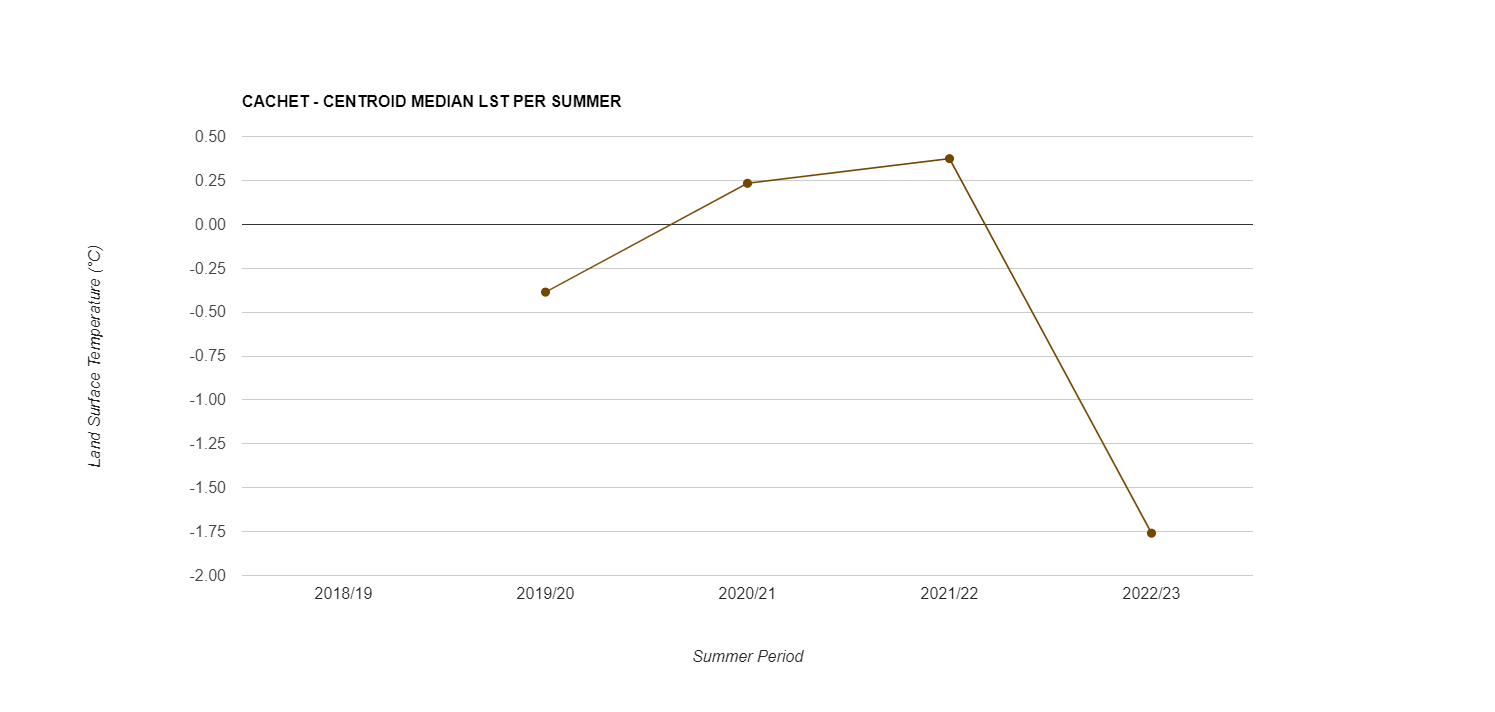 CACHET - CENTROID MEDIAN LST PER SUMMER
0.50
0.25
0.00
-0.25
-0.50
-0.75
-1.00
-1.25
-1.50
-1.75
-2.00
Land Surface Temperature (°C)
2018/19 2019/20 2020/21 2021/22 2022/23
Summer Period